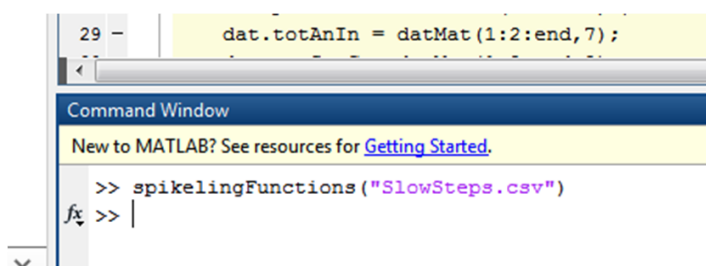 29 –    dat.totAnIn = datMat(1:2:end,7);
Command Window
New to MATLAB? See resources for Getting Started.
>> spikelingFunctions("SlowSteps.csv")
fx >>